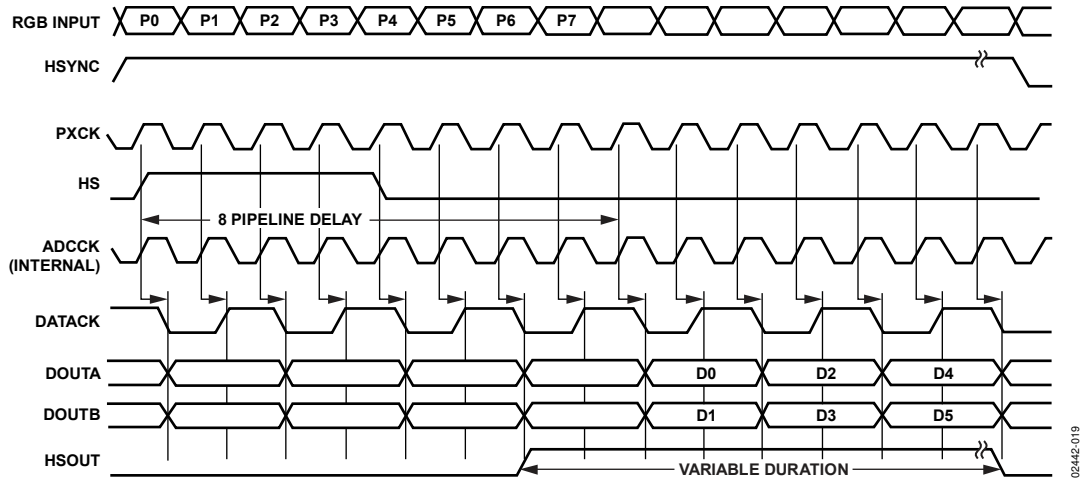 RGB INPUT P0 P1 P2 P3 P4 P5 P6 P7
HSYNC
PXCK
HS
8 PIPELINE DELAY
ADCCK
(INTERNAL)
DATACK
DOUTA D0 D2 D4
DOUTB D1 D3 D5
HSOUT
VARIABLE DURATION
02442-019